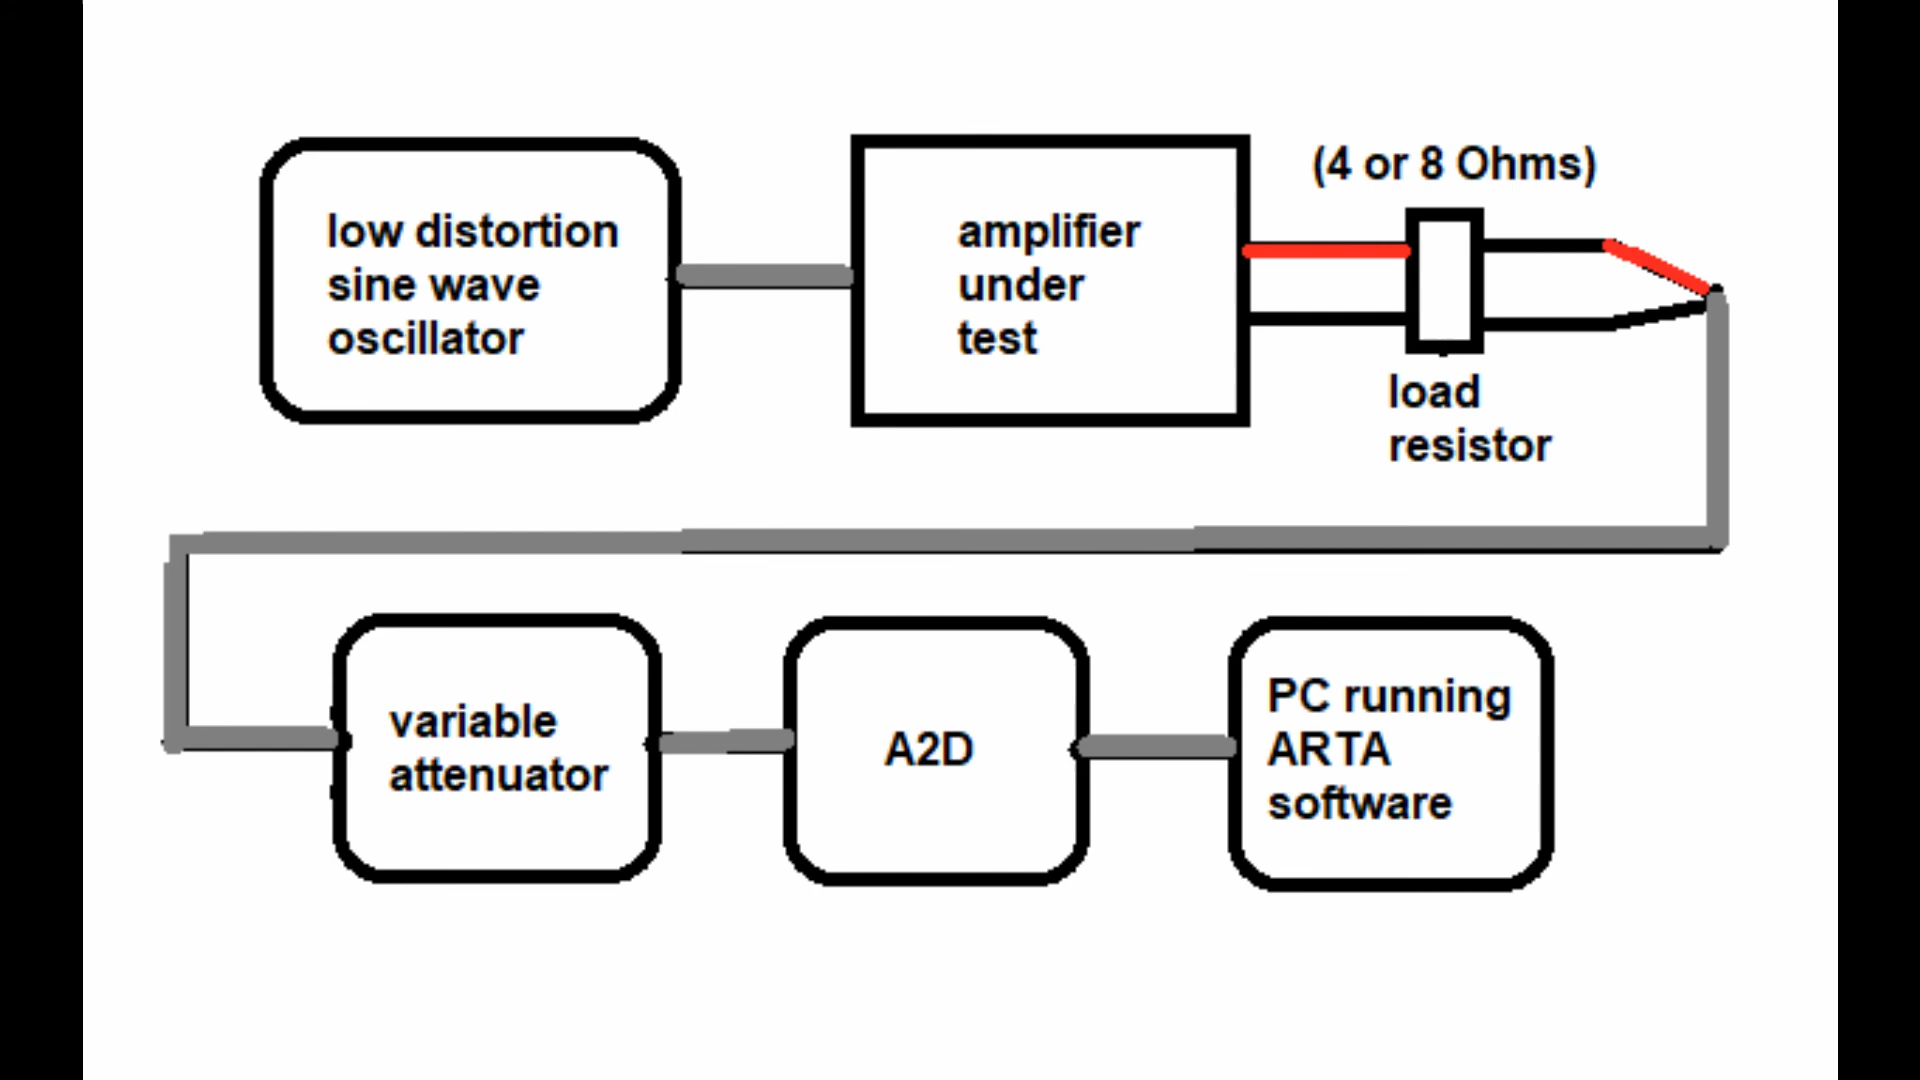 low distortion
sine wave
oscillator
amplifier
under
test
(4 or 8 Ohms)
load
resistor
variable
attenuator
A2D
PC running
ARTA
software